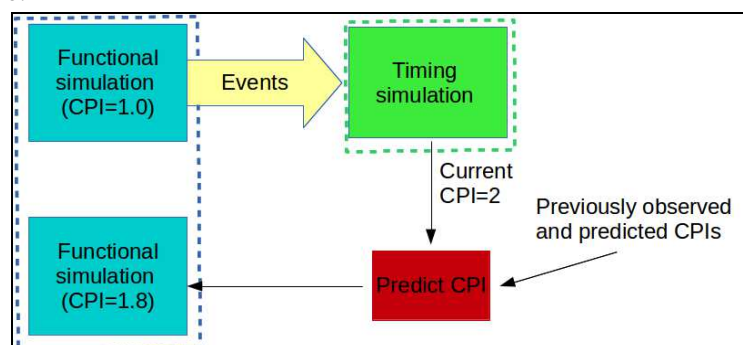 Functional
simulation
(CPI=1.0)
Events
Timing
simulation
Current
CPI=2
Previously observed
and predicted CPIs
Functional
simulation
(CPI=1.8)
Predict CPI